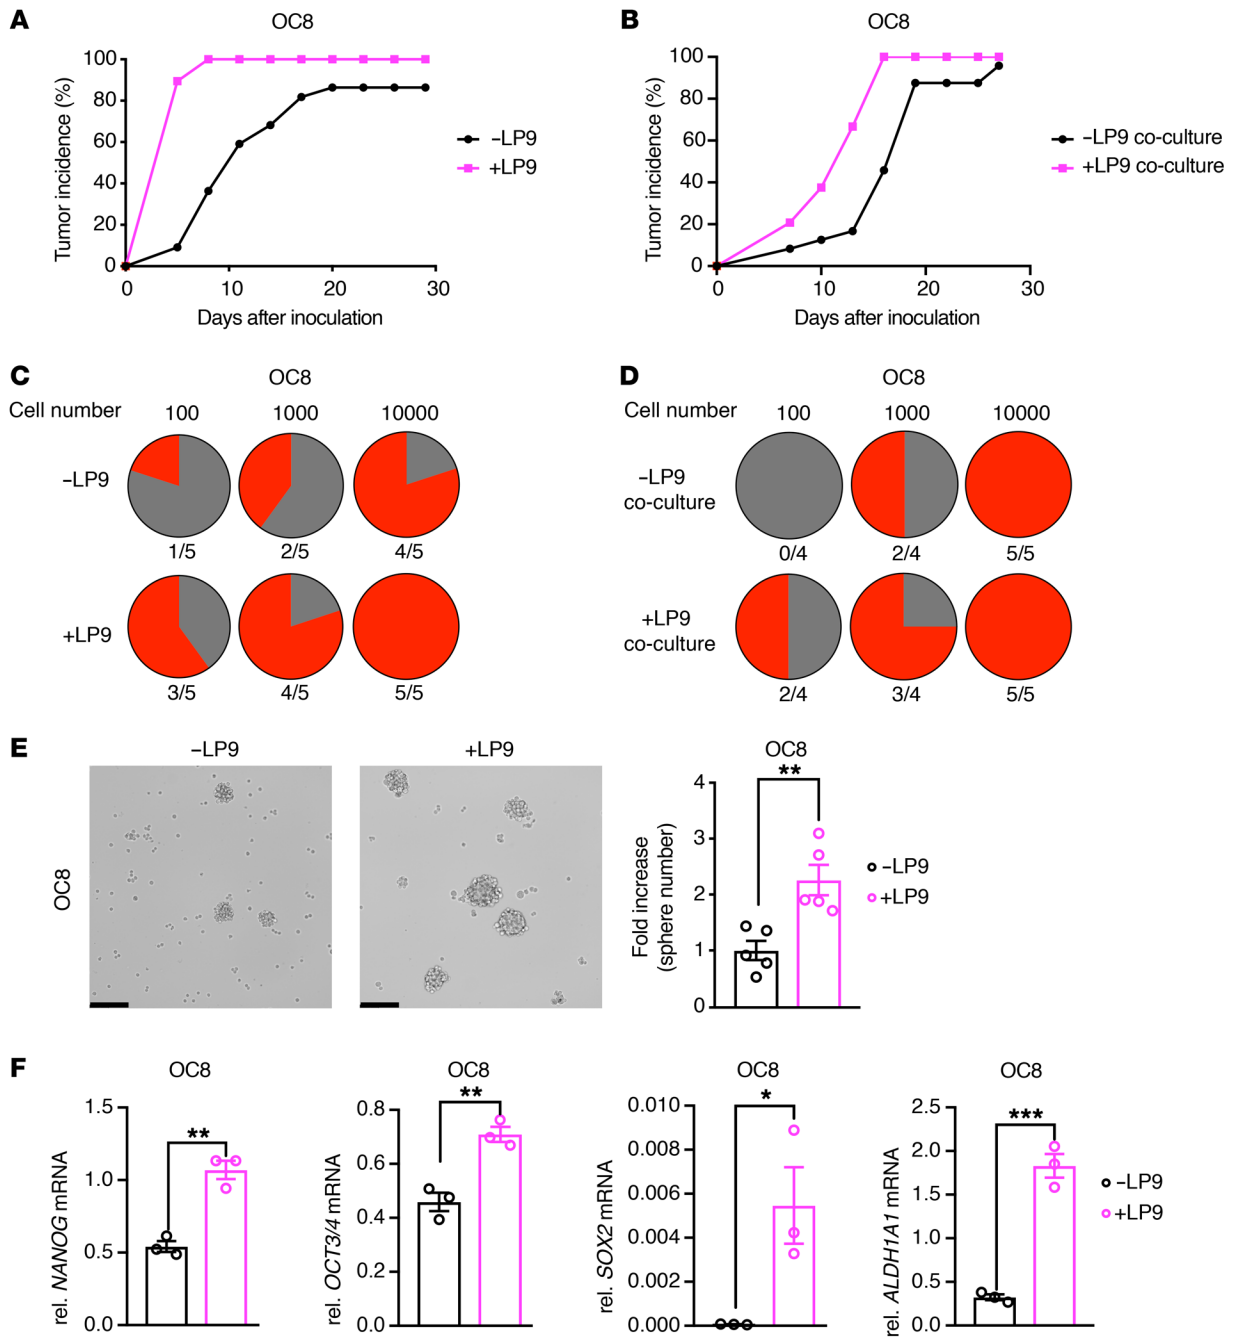 A
OC8
Tumor incidence (%)
100
80
60
40
20
0
0
10
20
30
Days after inoculation
–LP9
+LP9
B
OC8
Tumor incidence (%)
100
80
60
40
20
0
0
10
20
30
Days after inoculation
–LP9 co-culture
+LP9 co-culture
C
OC8
Cell number
100
1000
10000
–LP9
1/5
2/5
4/5
+LP9
3/5
4/5
5/5
D
OC8
Cell number
100
1000
10000
–LP9
co-culture
0/4
2/4
5/5
+LP9
co-culture
2/4
3/4
5/5
E
–LP9
+LP9
OC8
OC8
**
Fold increase
(sphere number)
4
3
2
1
0
–LP9
+LP9
F
OC8
**
rel. NANOG mRNA
1.5
1.0
0.5
0.0
OC8
**
rel. OCT3/4 mRNA
0.8
0.6
0.4
0.2
0.0
OC8
*
rel. SOX2 mRNA
0.010
0.008
0.006
0.004
0.002
0.000
OC8
***
rel. ALDH1A1 mRNA
2.5
2.0
1.5
1.0
0.5
0.0
–LP9
+LP9